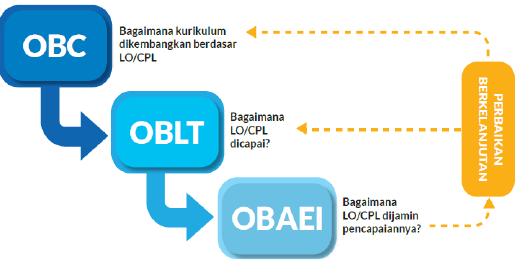 OBC
Bagaimana kurikulum
dikembangkan berdasar
LO/CPL
OBLT
Bagaimana
LO/CPL
dicapai?
OBAEI
Bagaimana
LO/CPL dijamin
pencapaiannya?
PERBAIKAN
BERKELANJUTAN